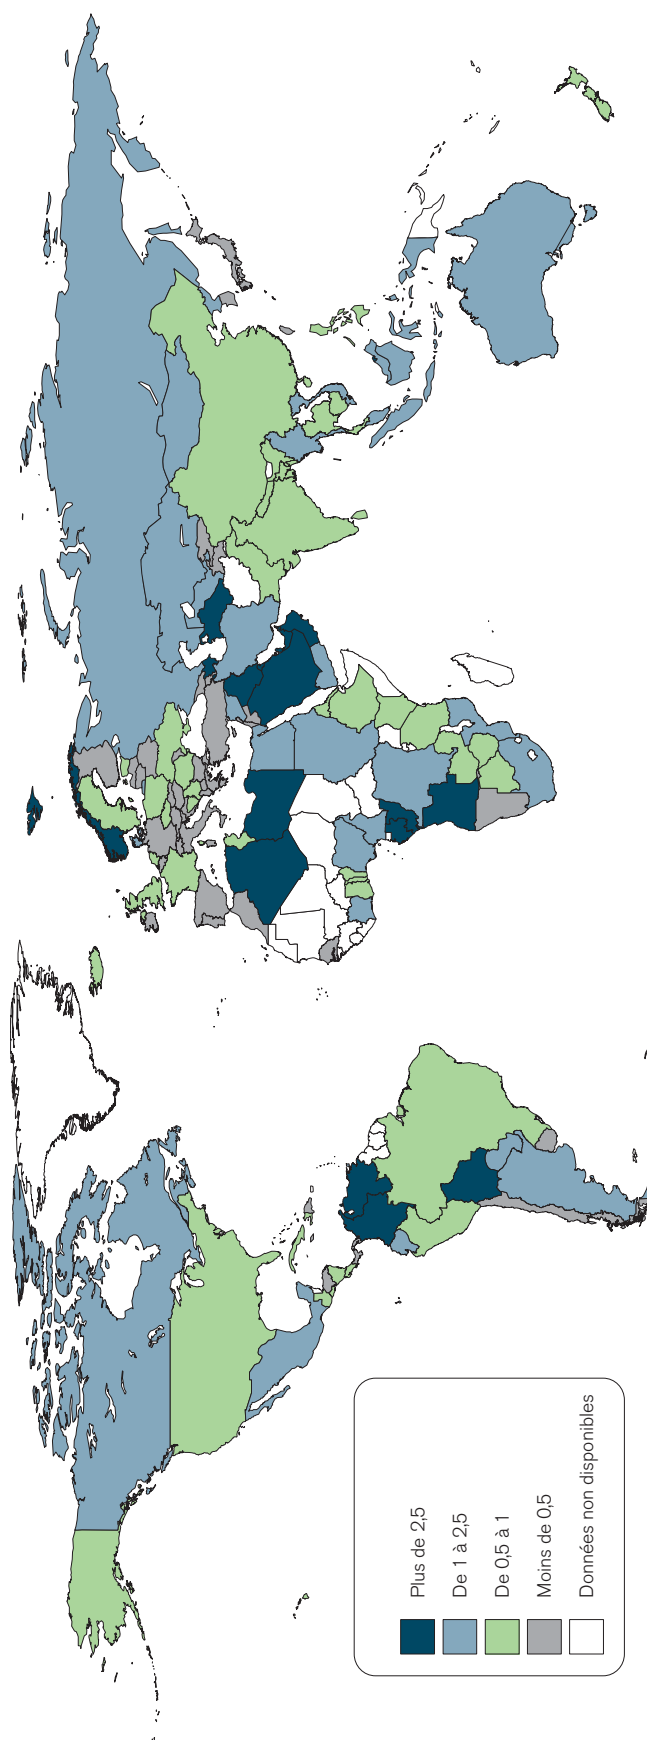 Plus de 2,5
De 1 à 2,5
De 0,5 à 1
Moins de 0,5
Données non disponibles